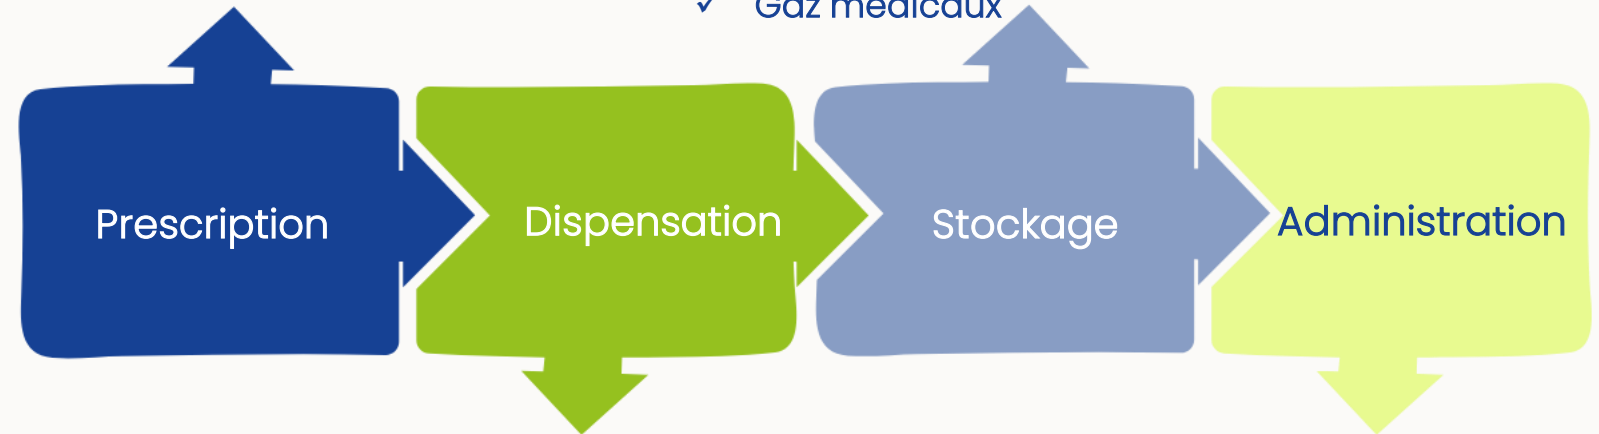 ✓ Gaz médicaux
Prescription
Dispensation
Stockage
Administration